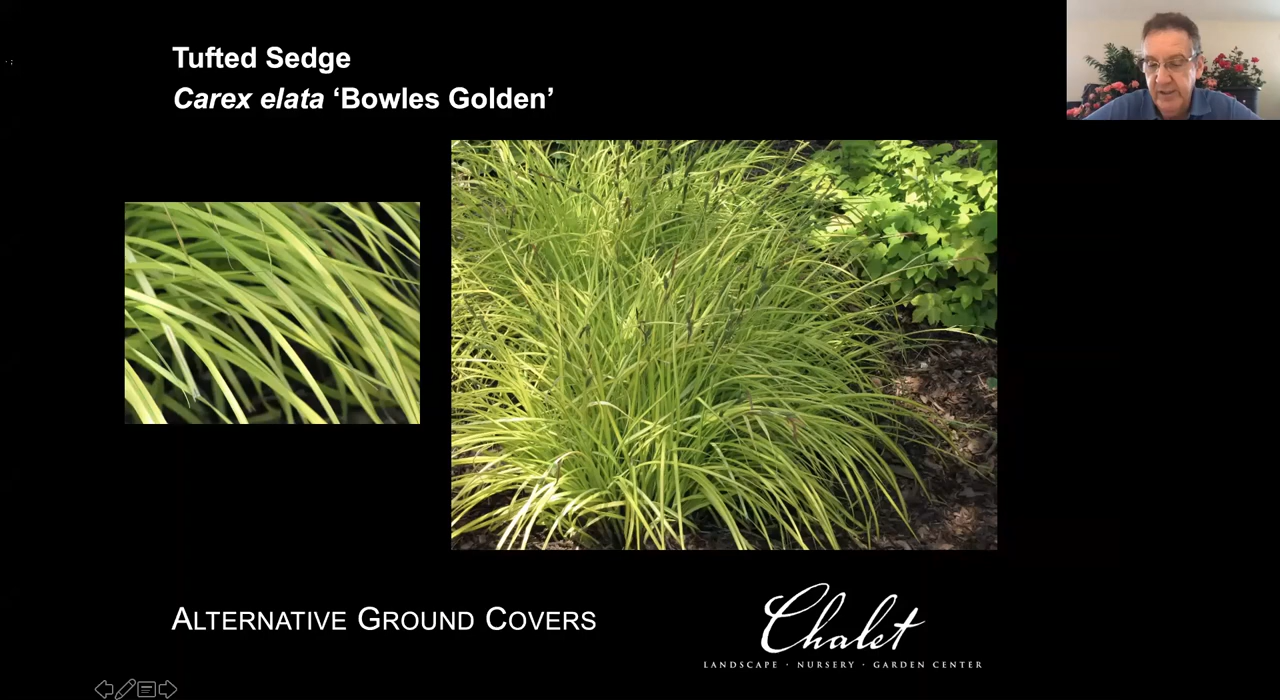 Tufted Sedge
Carex elata ‘Bowles Golden’
ALTERNATIVE GROUND COVERS
Chalet
LANDSCAPE · NURSERY · GARDEN CENTER